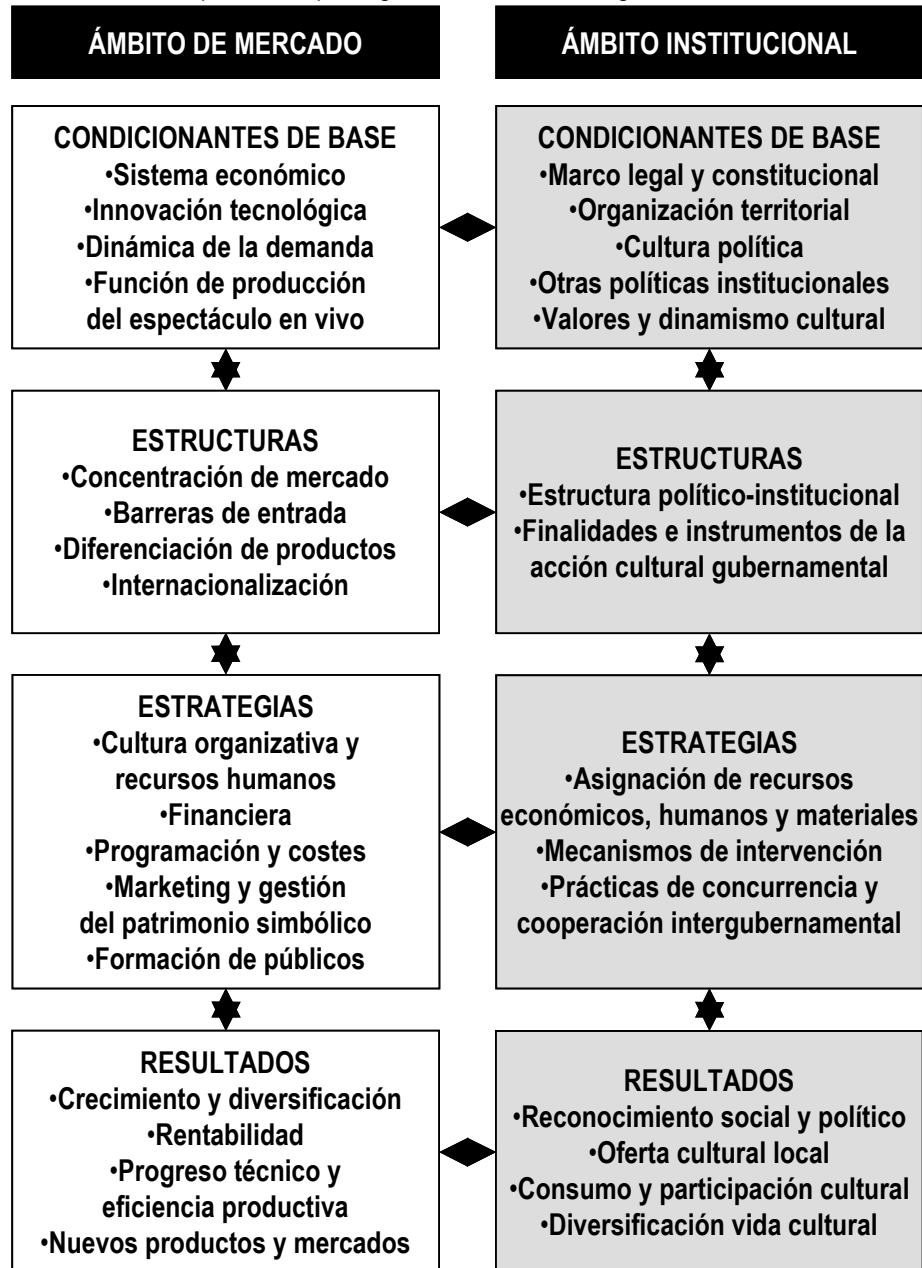 ÁMBITO DE MERCADO
ÁMBITO INSTITUCIONAL
CONDICIONANTES DE BASE
•Sistema económico
•Innovación tecnológica
•Dinámica de la demanda
•Función de producción
del espectáculo en vivo
CONDICIONANTES DE BASE
•Marco legal y constitucional
•Organización territorial
•Cultura política
•Otras políticas institucionales
•Valores y dinamismo cultural
ESTRUCTURAS
•Concentración de mercado
•Barreras de entrada
•Diferenciación de productos
•Internacionalización
ESTRUCTURAS
•Estructura político-institucional
•Finalidades e instrumentos de la
acción cultural gubernamental
ESTRATEGIAS
•Cultura organizativa y
recursos humanos
•Financiera
•Programación y costes
•Marketing y gestión
del patrimonio simbólico
•Formación de públicos
ESTRATEGIAS
•Asignación de recursos
económicos, humanos y materiales
•Mecanismos de intervención
•Prácticas de concurrencia y
cooperación intergubernamental
RESULTADOS
•Crecimiento y diversificación
•Rentabilidad
•Progreso técnico y
eficiencia productiva
•Nuevos productos y mercados
RESULTADOS
•Reconocimiento social y político
•Oferta cultural local
•Consumo y participación cultural
•Diversificación vida cultural